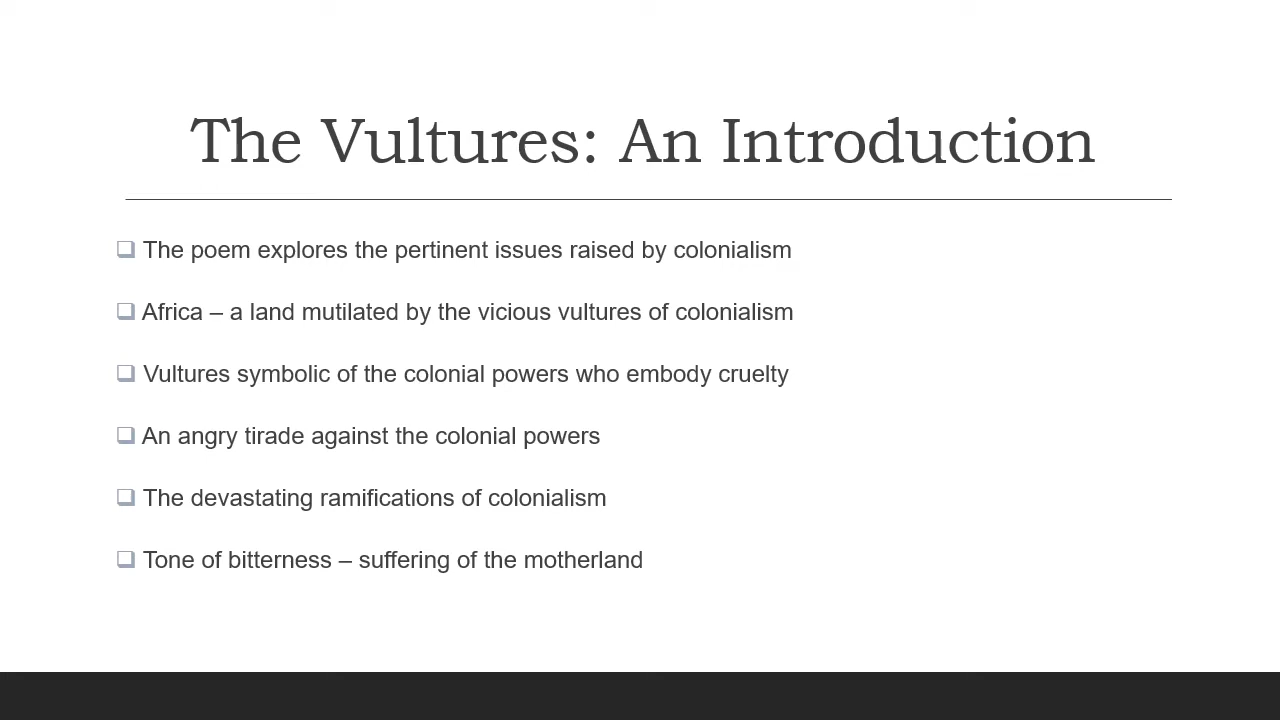 The Vultures: An Introduction
The poem explores the pertinent issues raised by colonialism
Africa – a land mutilated by the vicious vultures of colonialism
Vultures symbolic of the colonial powers who embody cruelty
An angry tirade against the colonial powers
The devastating ramifications of colonialism
Tone of bitterness – suffering of the motherland